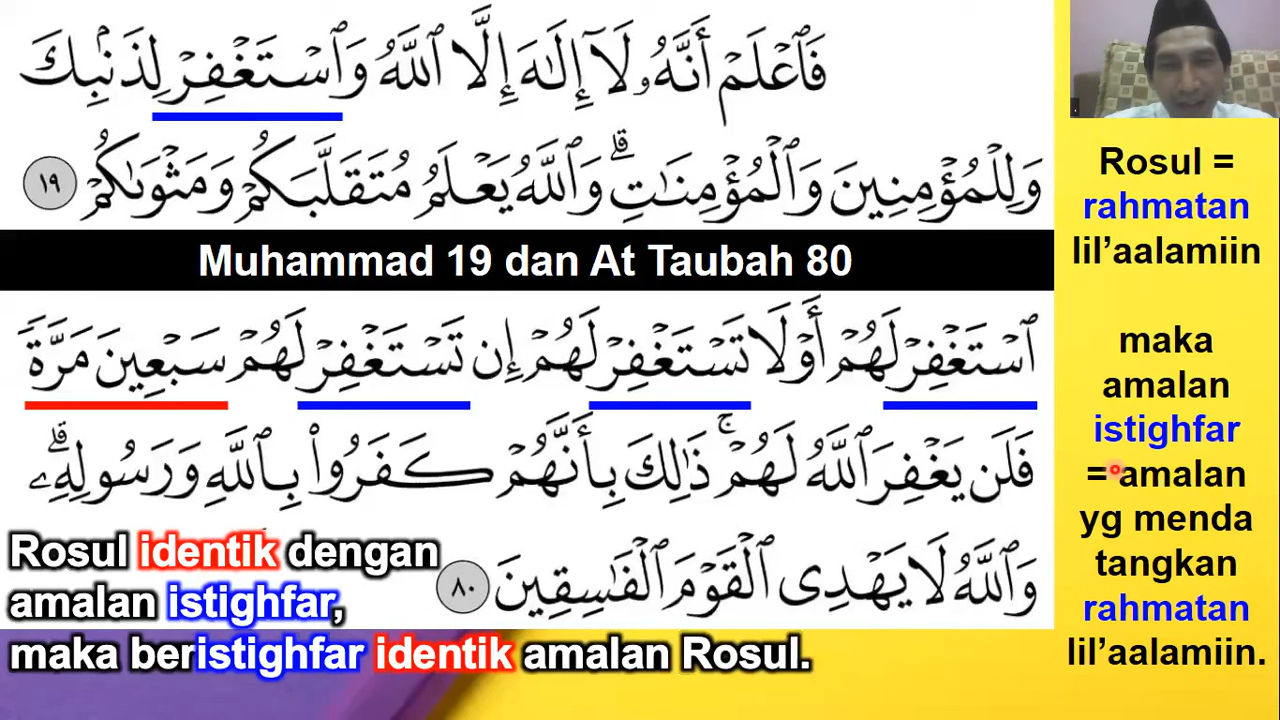 فَٱعْلَمْ أَنَّهُۥ لَآ إِلَـٰهَ إِلَّا ٱللَّهُ وَٱسْتَغْفِرْ لِذَنۢبِكَ
وَلِلْمُؤْمِنِينَ وَٱلْمُؤْمِنَـٰتِ ۗ وَٱللَّهُ يَعْلَمُ مُتَقَلَّبَكُمْ وَمَثْوَىٰكُمْ ١٩
Muhammad 19 dan At Taubah 80
ٱسْتَغْفِرْ لَهُمْ أَوْ لَا تَسْتَغْفِرْ لَهُمْ إِن تَسْتَغْفِرْ لَهُمْ سَبْعِينَ مَرَّةً
فَلَن يَغْفِرَ ٱللَّهُ لَهُمْ ۚ ذَٰلِكَ بِأَنَّهُمْ كَفَرُوا۟ بِٱللَّهِ وَرَسُولِهِۦ ۗ
وَٱللَّهُ لَا يَهْدِى ٱلْقَوْمَ ٱلْفَـٰسِقِينَ ٨٠
Rosul identik dengan
amalan istighfar,
maka beristighfar identik amalan Rosul.
Rosul =
rahmatan
lil’aalamiin
maka
amalan
istighfar
= amalan
yg menda
tangkan
rahmatan
lil’aalamiin.